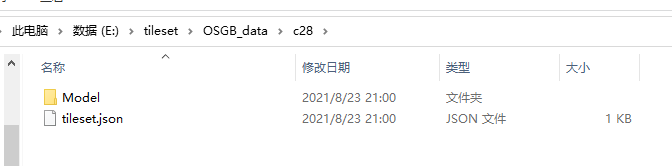 此电脑 > 数据 (E:) > tileset > OSGB_data > c28 >
名称 修改日期 类型 大小
Model 2021/8/23 21:00 文件夹
tileset.json 2021/8/23 21:00 JSON 文件 1 KB